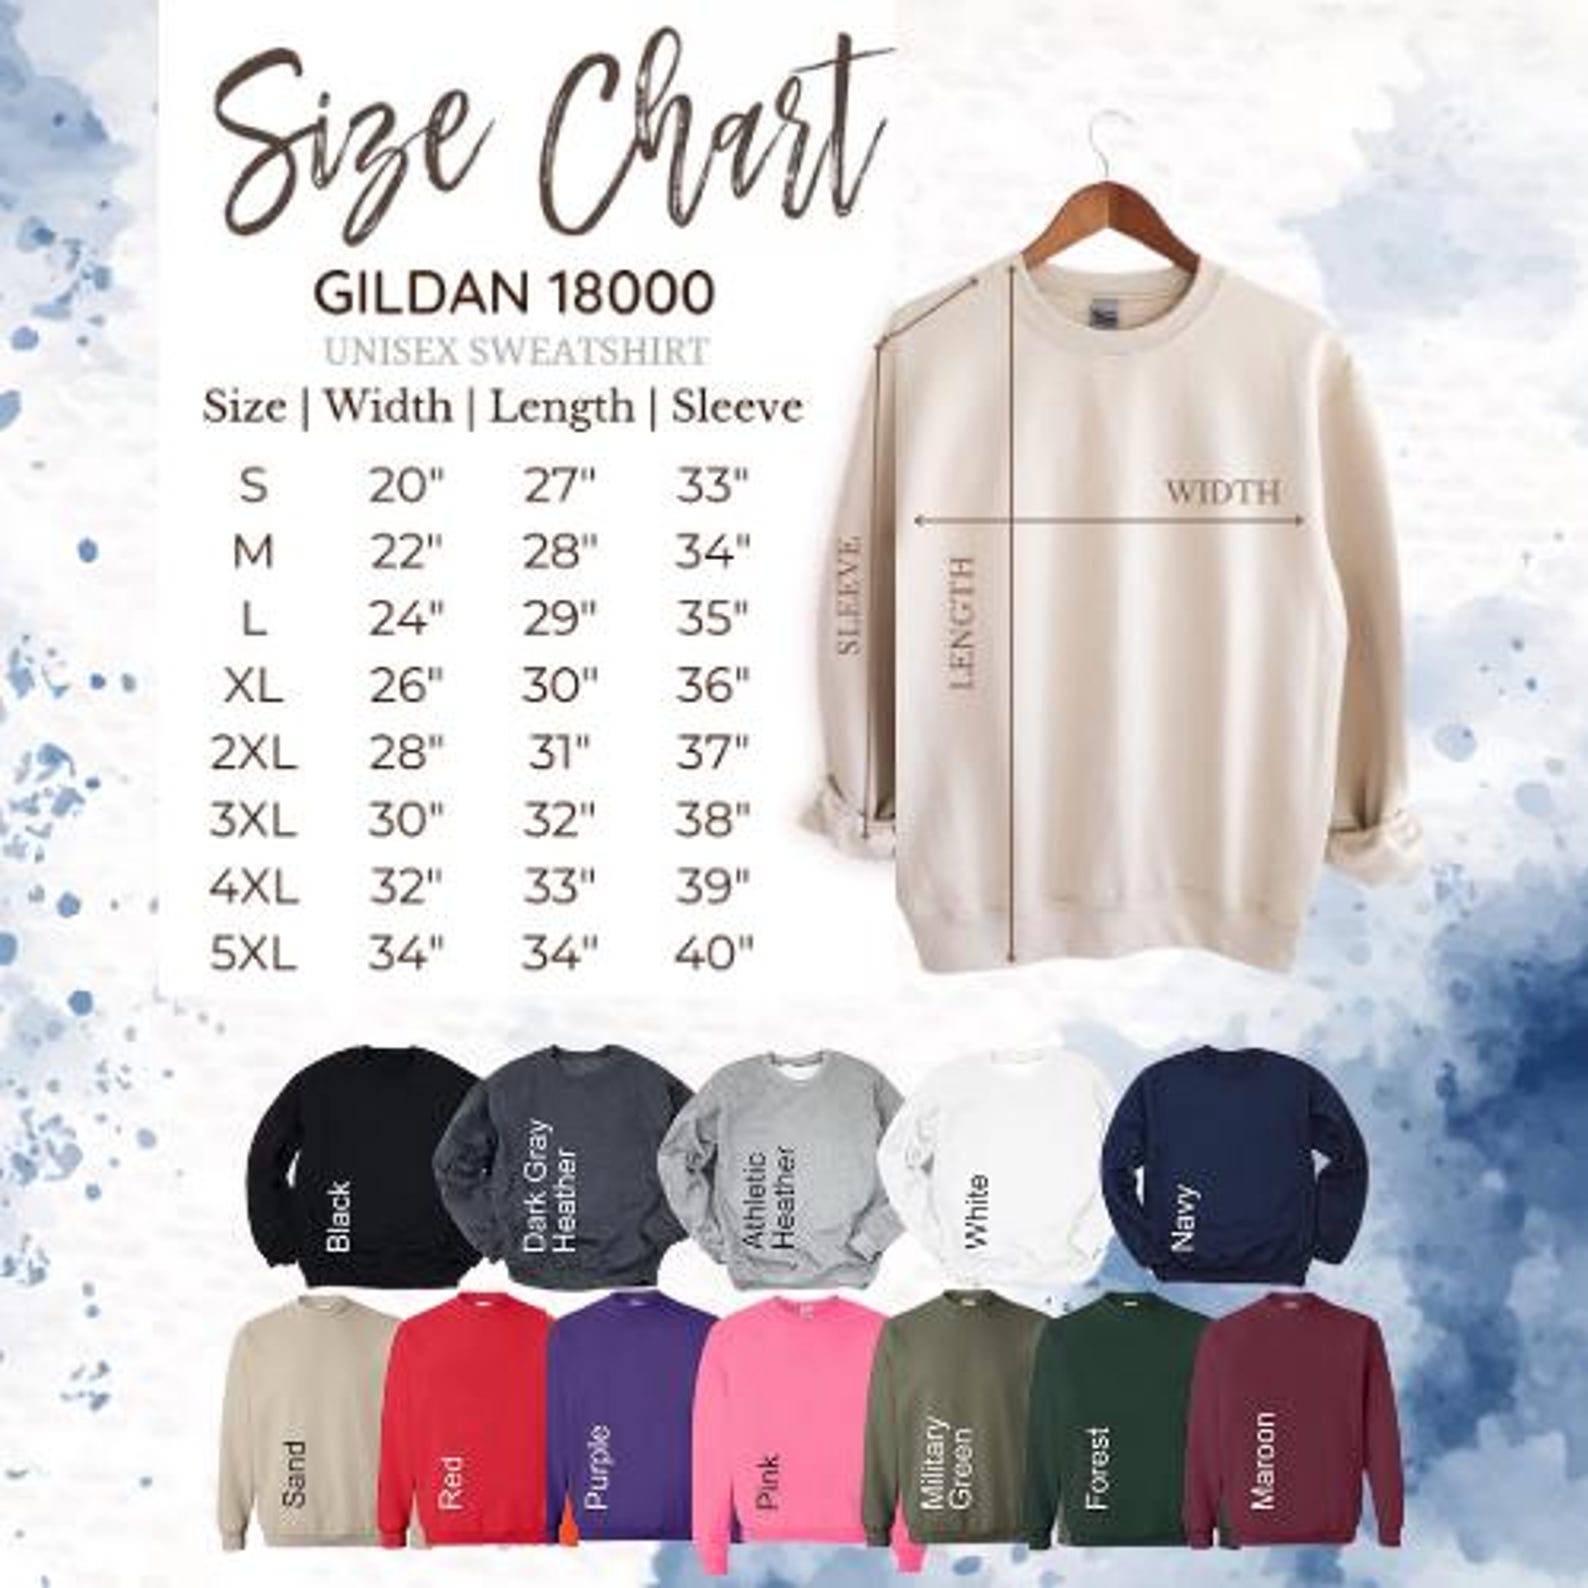 Size Chart
GILDAN 18000
UNISEX SWEATSHIRT
Size | Width | Length | Sleeve
S 20" 27" 33"
M 22" 28" 34"
L 24" 29" 35"
XL 26" 30" 36"
2XL 28" 31" 37"
3XL 30" 32" 38"
4XL 32" 33" 39"
5XL 34" 34" 40"
WIDTH
SLEEVE
LENGTH
Black
Dark Gray
Heather
Athletic
Heather
White
Navy
Sand
Red
Purple
Pink
Military
Green
Forest
Maroon